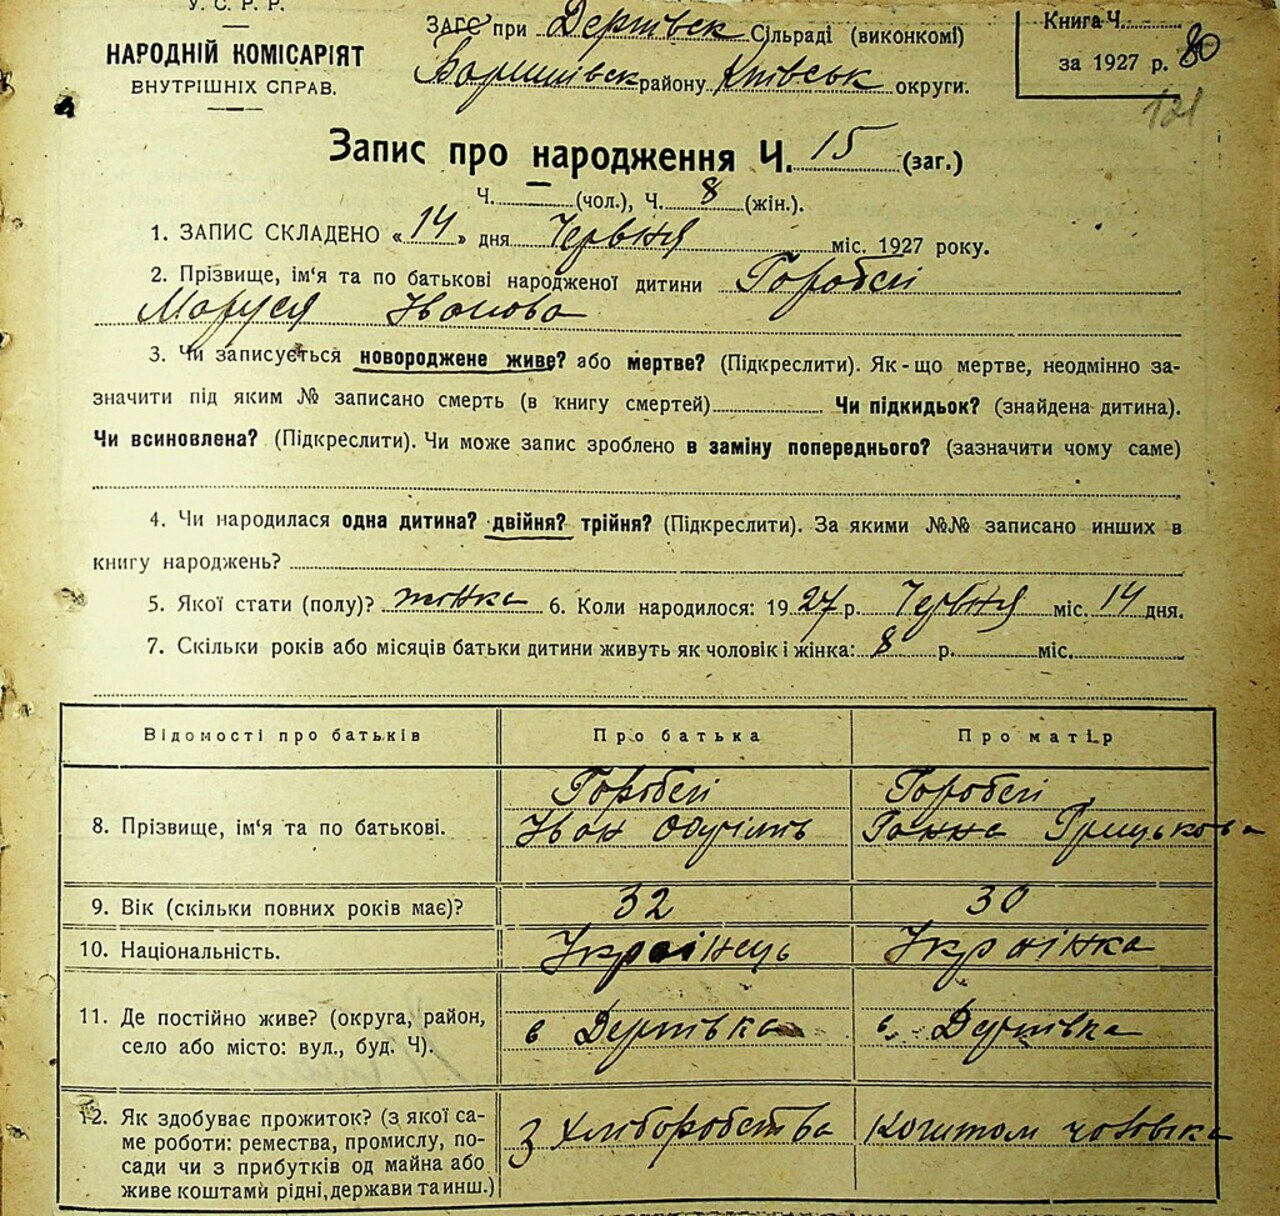 У. С. Р. Р.
НАРОДНІЙ КОМІСАРІЯТ
ВНУТРІШНІХ СПРАВ.
ЗАГС при Дернівск Сільраді (виконкомі)
Баришівск району Київськ округи.
Книга Ч.
за 1927 р. 80
121
Запис про народження Ч. 15 (заг.)
Ч. — (чол.), Ч. 8 (жін.).
1. ЗАПИС СКЛАДЕНО «14» дня Червня міс. 1927 року.
2. Прізвище, ім'я та по батькові народженої дитини Горобей
Маруся Іванова
3. Чи записується новороджене живе? або мертве? (Підкреслити). Як-що мертве, неодмінно за-
значити під яким № записано смерть (в книгу смертей) Чи підкидьок? (знайдена дитина).
Чи всиновлена? (Підкреслити). Чи може запис зроблено в заміну попереднього? (зазначити чому саме)
4. Чи народилася одна дитина? двійня? трійня? (Підкреслити). За якими №№ записано инших в
книгу народжень?
5. Якої стати (полу)? жінка 6. Коли народилося: 1927 р. Червня міс. 14 дня.
7. Скільки років або місяців батьки дитини живуть як чоловік і жінка: 8 р. міс.
Відомості про батьків Про батька Про матір
8. Прізвище, ім'я та по батькові. Горобей Горобей
Іван Ганна Грицькова
9. Вік (скільки повних років має)? 32 30
10. Національність. Українець Українка
11. Де постійно живе? (округа, район,
село або місто: вул., буд. Ч). с Дернівка с. Дернівка
12. Як здобуває прожиток? (з якої са-
ме роботи: ремества, промислу, по-
сади чи з прибутків од майна або
живе коштами рідні, держави та инш.) З Хліборобства Коштом чоловіка